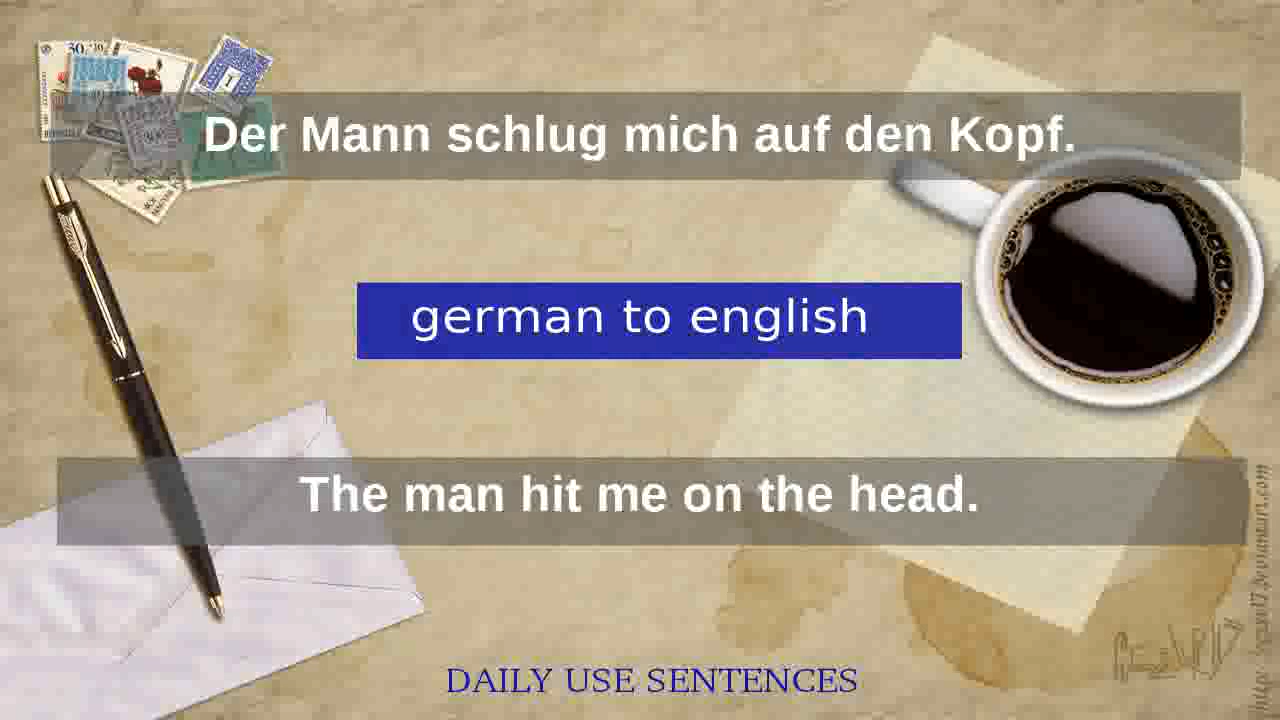 Der Mann schlug mich auf den Kopf.
german to english
The man hit me on the head.
DAILY USE SENTENCES